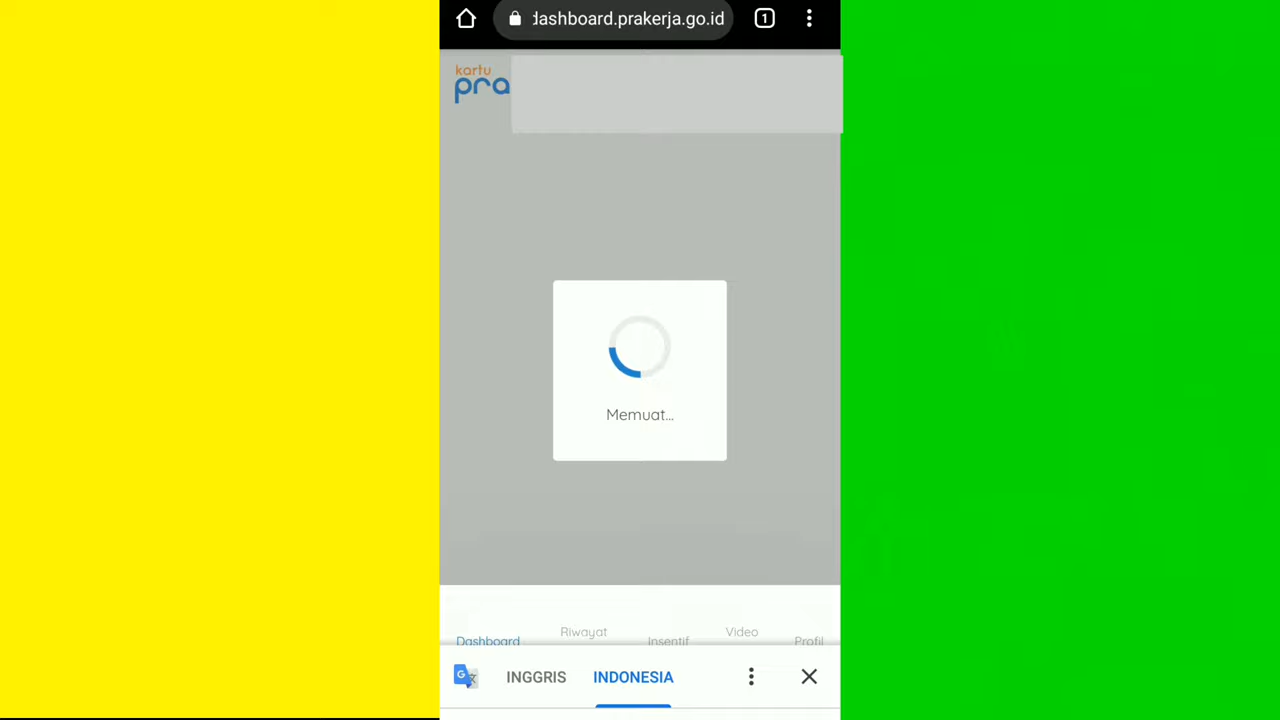 dashboard.prakerja.go.id
1
kartu
pra
Memuat...
Dashboard
Riwayat
Insentif
Video
Profil
G
INGGRIS
INDONESIA